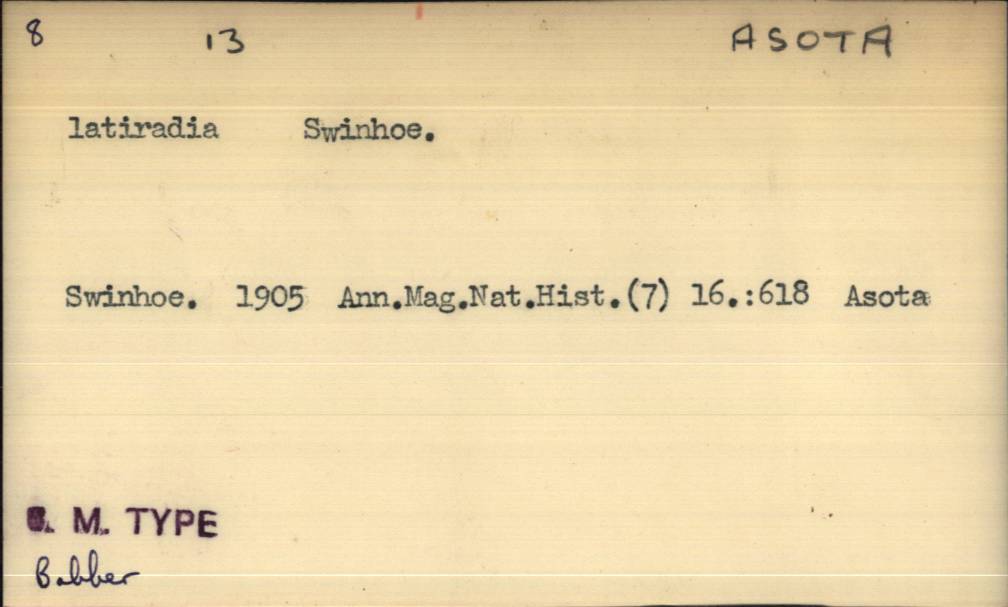 8 13 ASOTA
latiradia Swinhoe.
Swinhoe. 1905 Ann.Mag.Nat.Hist.(7) 16.:618 Asota
M. TYPE